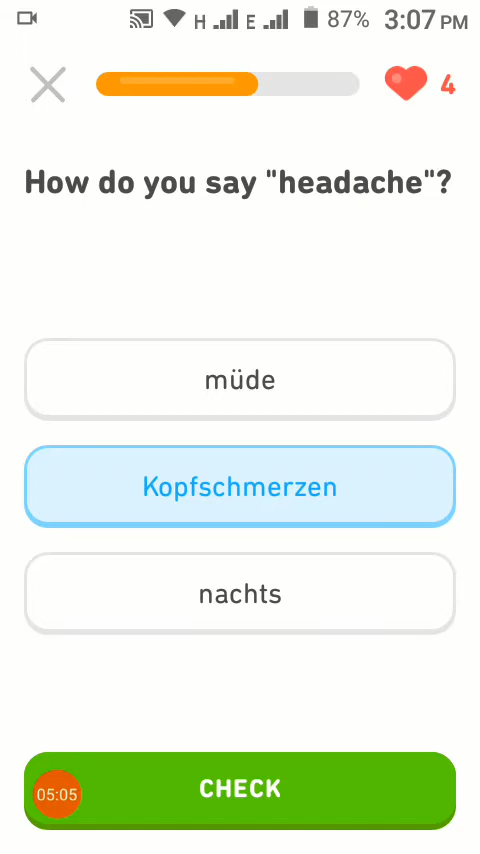 H E 87% 3:07 PM
4
How do you say "headache"?
müde
Kopfschmerzen
nachts
CHECK
05:05